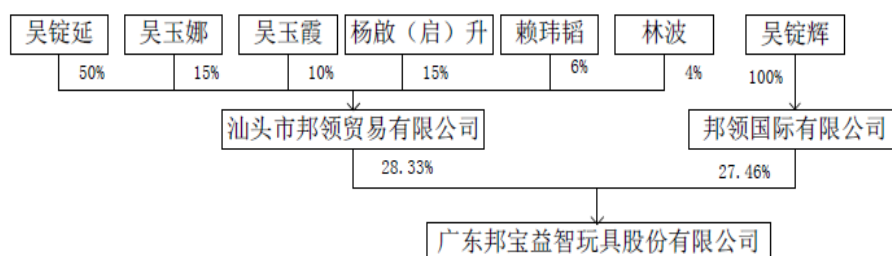 吴锭延 吴玉娜 吴玉霞 杨啟（启）升 赖玮韬 林波 吴锭辉
50% 15% 10% 15% 6% 4% 100%
汕头市邦领贸易有限公司 邦领国际有限公司
28.33% 27.46%
广东邦宝益智玩具股份有限公司